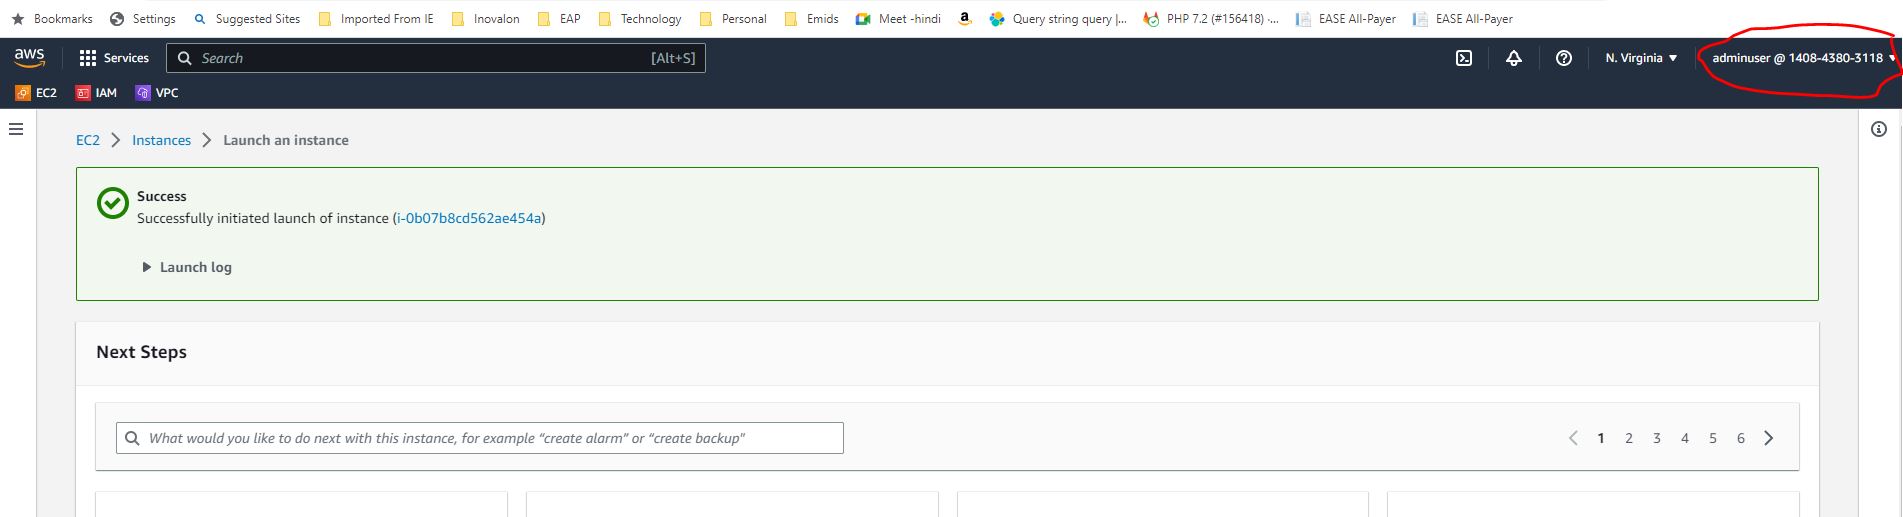 Bookmarks Settings Suggested Sites Imported From IE Inovalon EAP Technology Personal Emids Meet -hindi Query string query |... PHP 7.2 (#156418) ·... EASE All-Payer EASE All-Payer
aws Services Search [Alt+S] N. Virginia adminuser @ 1408-4380-3118
EC2 IAM VPC
EC2 Instances Launch an instance
Success
Successfully initiated launch of instance (i-0b07b8cd562ae454a)
Launch log
Next Steps
What would you like to do next with this instance, for example “create alarm” or “create backup” 1 2 3 4 5 6